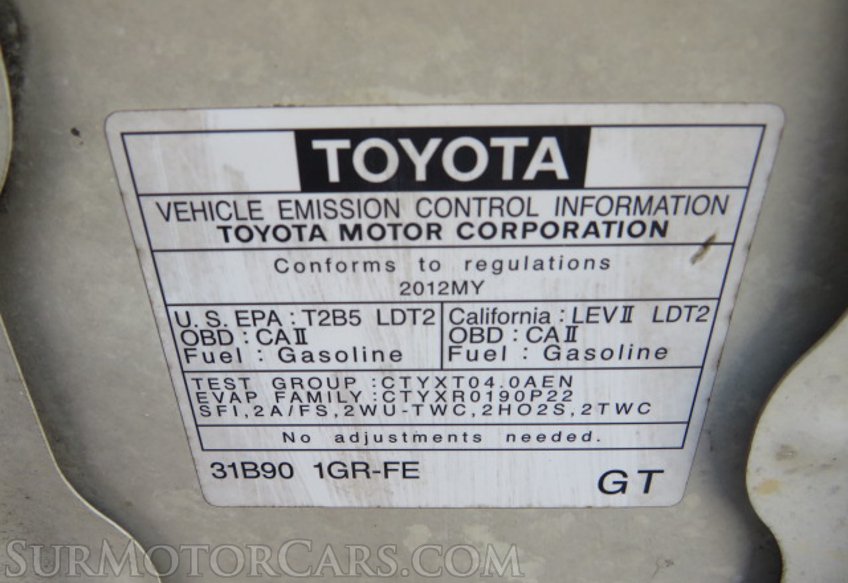 TOYOTA
VEHICLE EMISSION CONTROL INFORMATION
TOYOTA MOTOR CORPORATION
Conforms to regulations
2012MY
U.S. EPA : T2B5 LDT2
OBD : CAⅡ
Fuel : Gasoline
California : LEVⅡ LDT2
OBD : CAⅡ
Fuel : Gasoline
TEST GROUP :CTYXT04.0AEN
EVAP FAMILY:CTYXR0190P22
SFI,2A/FS,2WU-TWC,2HO2S,2TWC
No adjustments needed.
31B90 1GR-FE
GT
SURMOTORCARS.COM